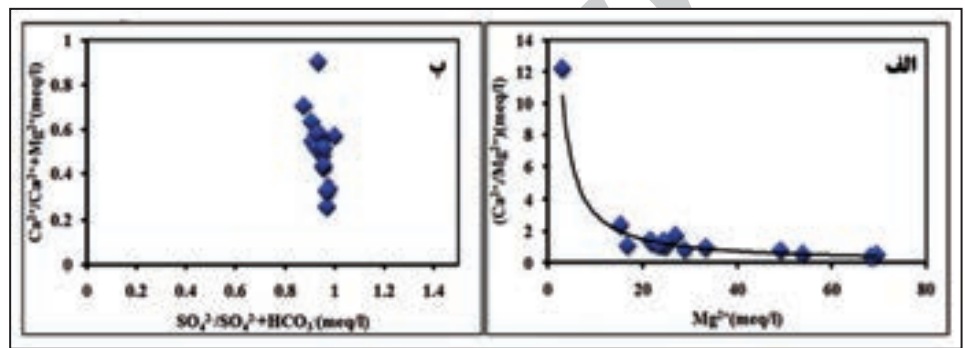 الف
(Ca²⁺/Mg²⁺)(meq/l)
14
12
10
8
6
4
2
0
0 20 40 60 80
Mg²⁺(meq/l)
ب
Ca²⁺/Ca²⁺+Mg²⁺(meq/l)
1
0.8
0.6
0.4
0.2
0
0 0.2 0.4 0.6 0.8 1 1.2 1.4
SO₄²⁻/SO₄²⁻+HCO₃⁻(meq/l)